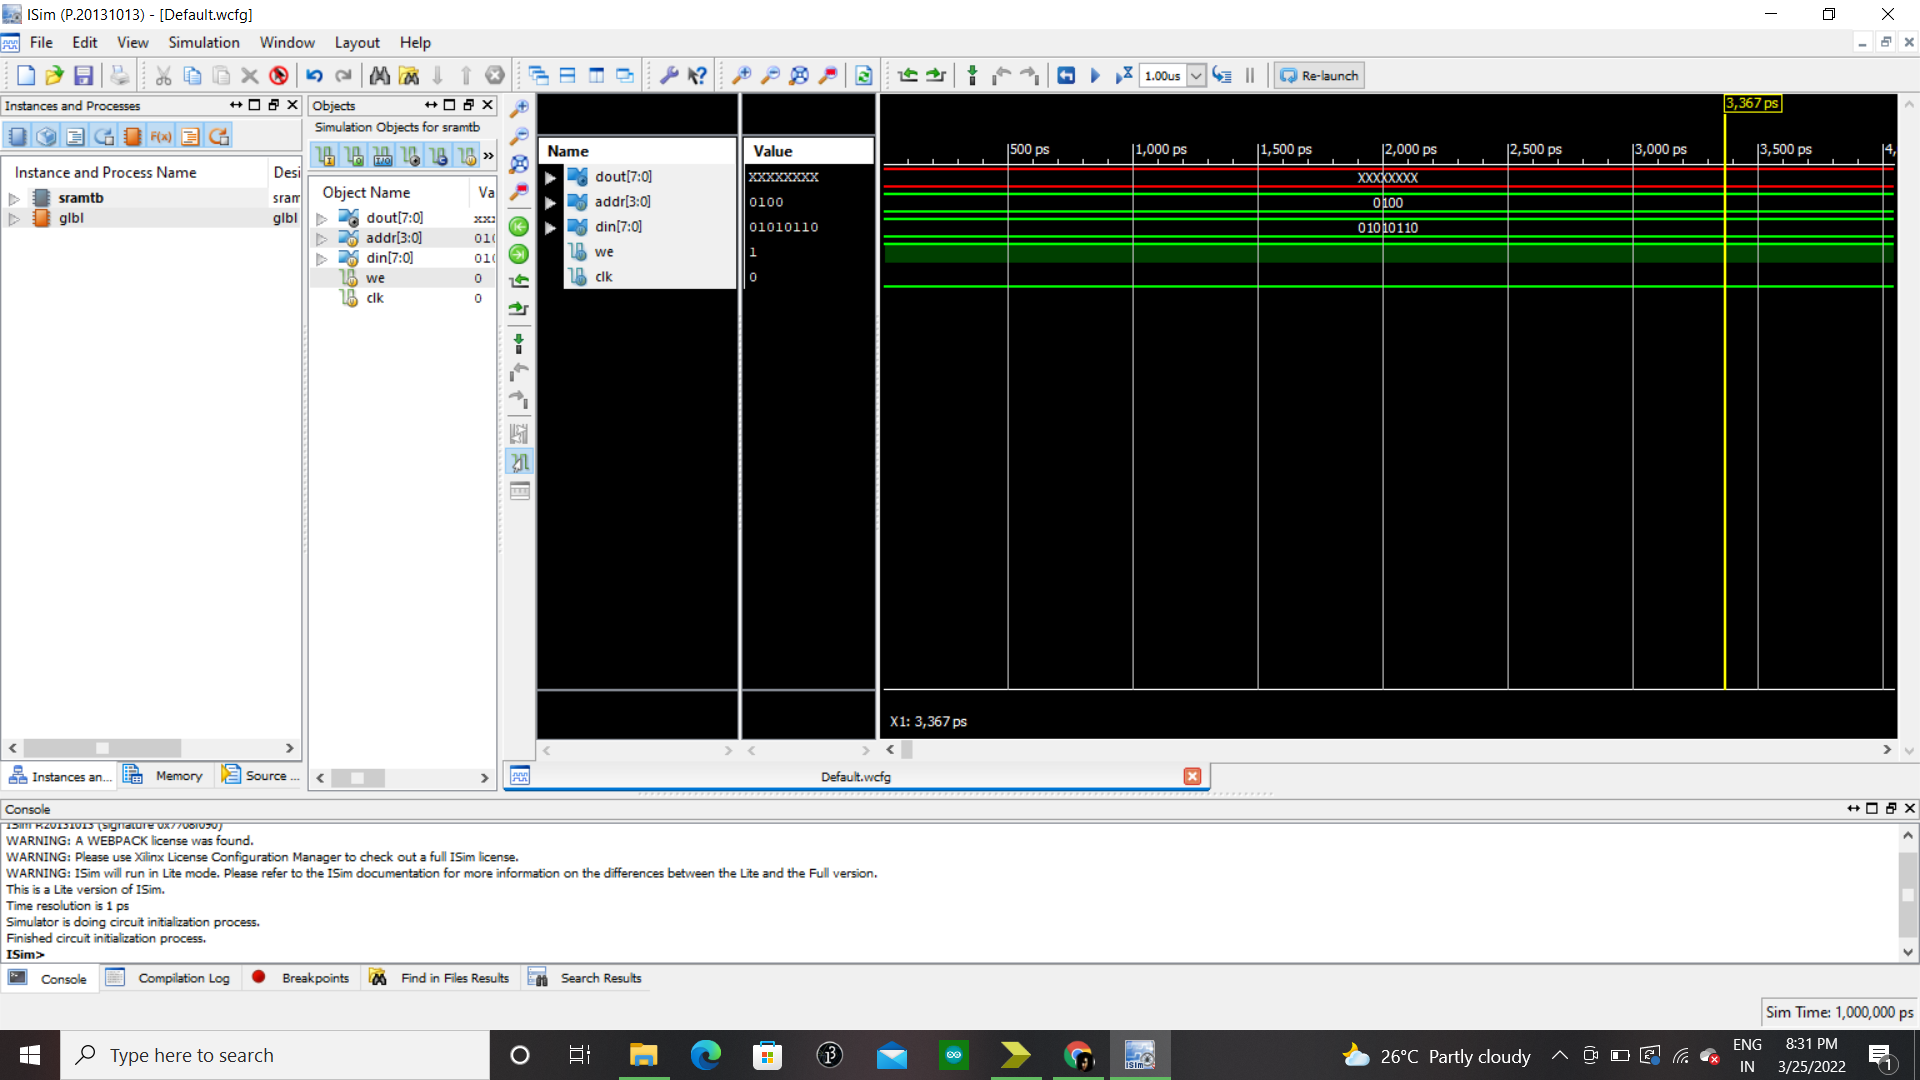 ISim (P.20131013) - [Default.wcfg]
File Edit View Simulation Window Layout Help
1.00us Re-launch
Instances and Processes
Instance and Process Name Desi
sramtb sram
glbl glbl
Instances an... Memory Source ...
Objects
Simulation Objects for sramtb
Object Name Va
dout[7:0] xxx
addr[3:0] 01(
din[7:0] 01(
we 0
clk 0
Name Value
dout[7:0] XXXXXXXX
addr[3:0] 0100
din[7:0] 01010110
we 1
clk 0
3,367 ps
500 ps 1,000 ps 1,500 ps 2,000 ps 2,500 ps 3,000 ps 3,500 ps 4,
XXXXXXXX
0100
01010110
X1: 3,367 ps
Default.wcfg
Console
ISim P.20131013 (signature 0x7708f090)
WARNING: A WEBPACK license was found.
WARNING: Please use Xilinx License Configuration Manager to check out a full ISim license.
WARNING: ISim will run in Lite mode. Please refer to the ISim documentation for more information on the differences between the Lite and the Full version.
This is a Lite version of ISim.
Time resolution is 1 ps
Simulator is doing circuit initialization process.
Finished circuit initialization process.
ISim>
Console Compilation Log Breakpoints Find in Files Results Search Results
Sim Time: 1,000,000 ps
Type here to search
26°C Partly cloudy
ENG
IN
8:31 PM
3/25/2022
1